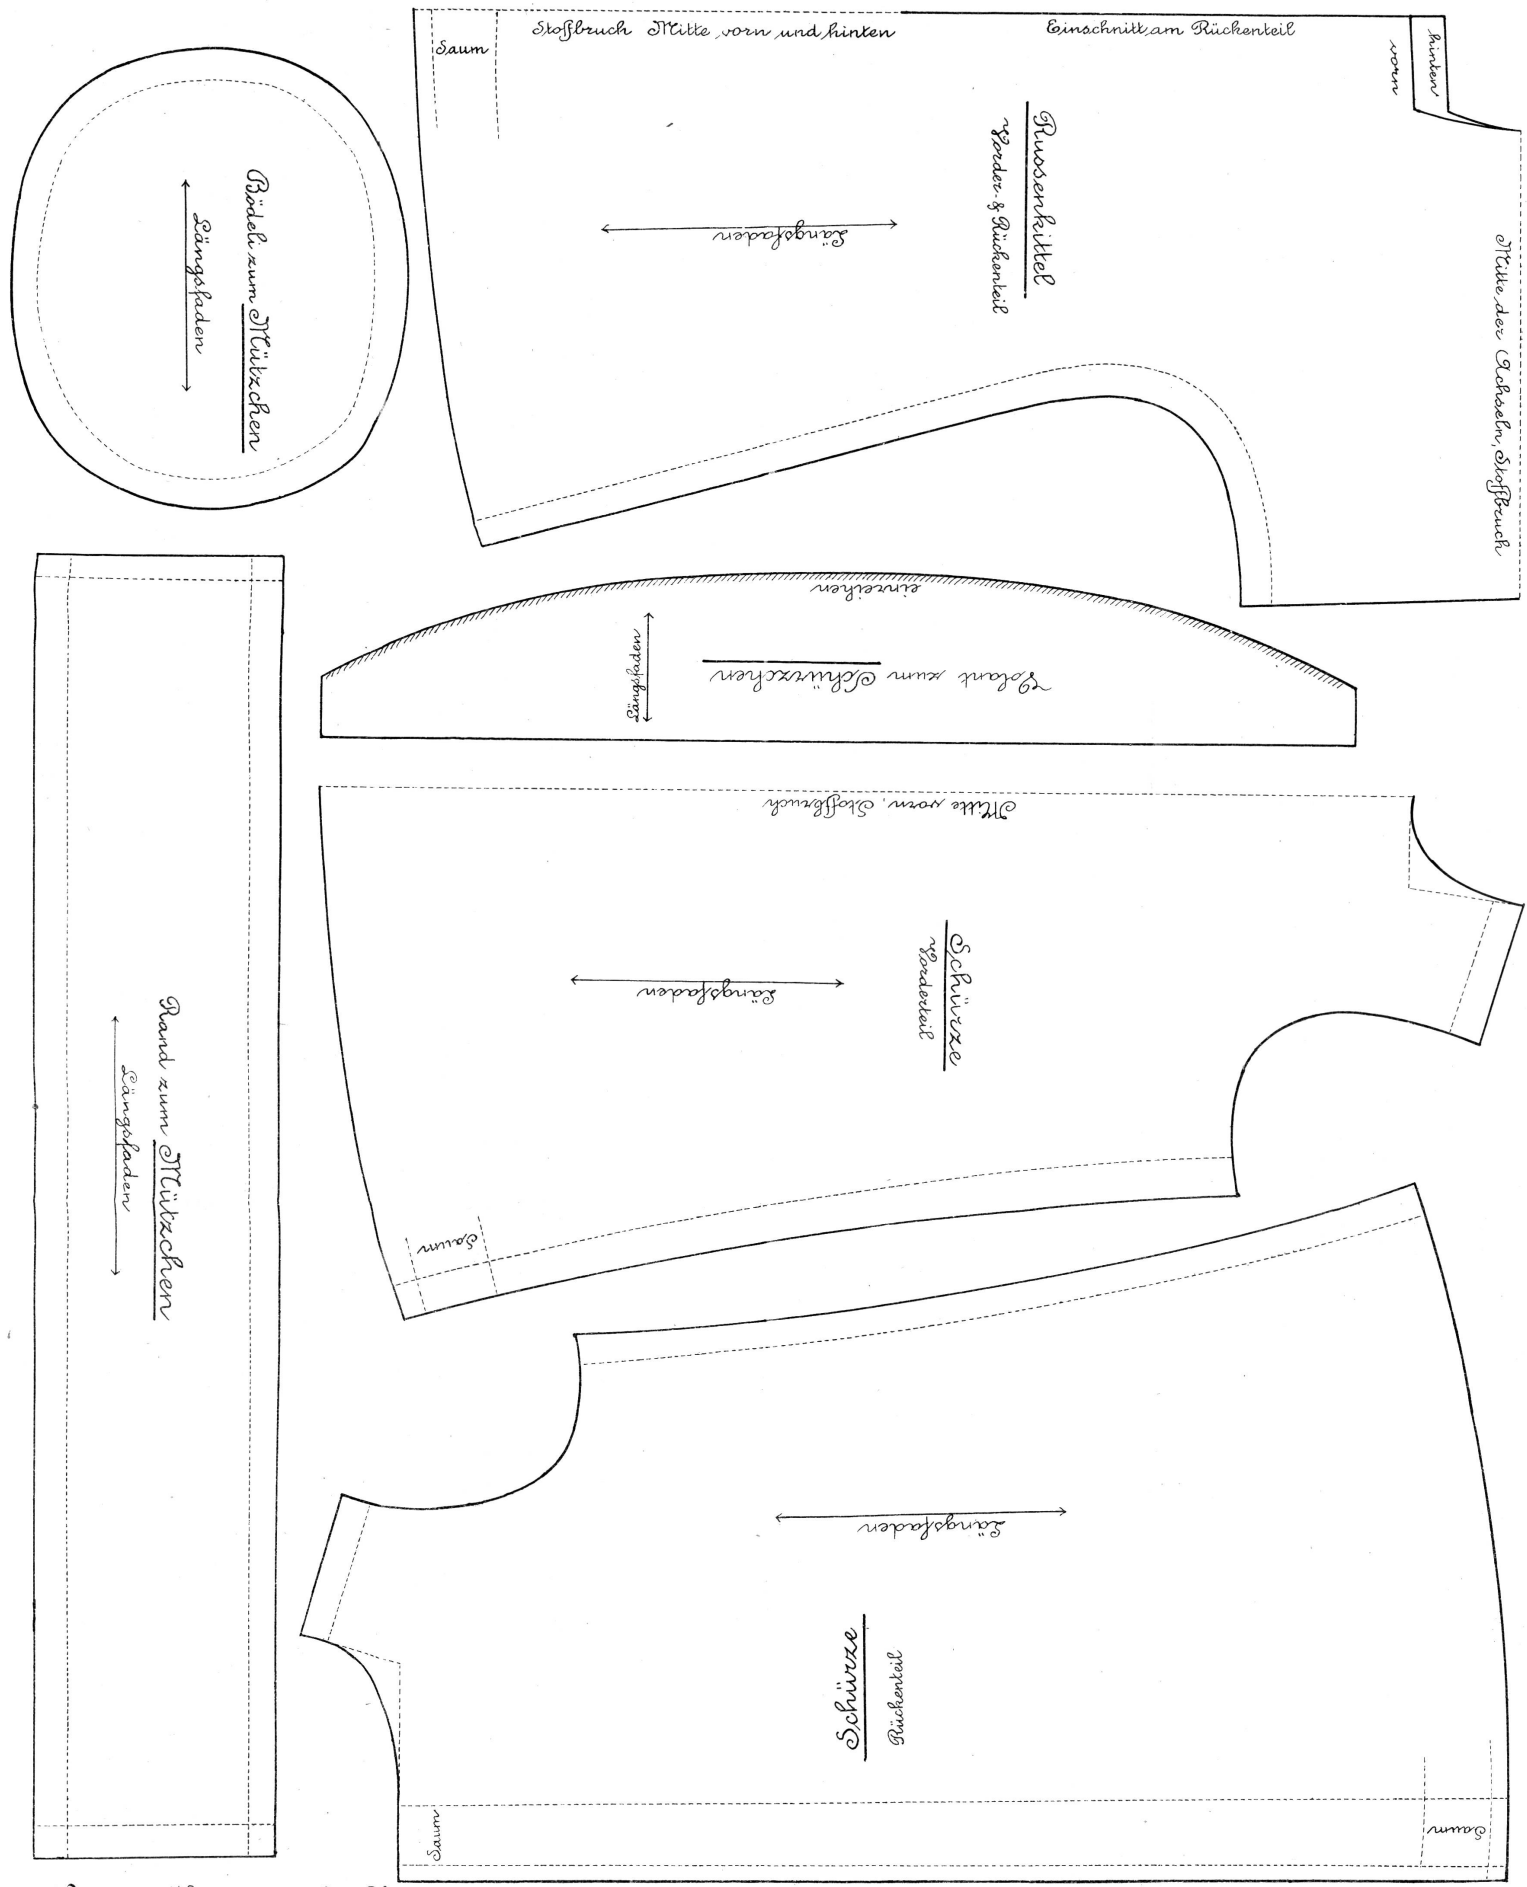 Saum
Stoffbruch Mitte vorn und hinten
Einschnitt am Rückenteil
hinten
vorn
Russenkittel
Vorder- & Rückenteil
Längsfaden
Mitte der Achseln, Stoffbruch
Bödeli zum Mützchen
Längsfaden
einreihen
Volant zum Schürzchen
Längsfaden
Mitte vorn, Stoffbruch
Schürze
Vorderteil
Längsfaden
Saum
Rand zum Mützchen
Längsfaden
Längsfaden
Schürze
Rückenteil
Saum
Saum